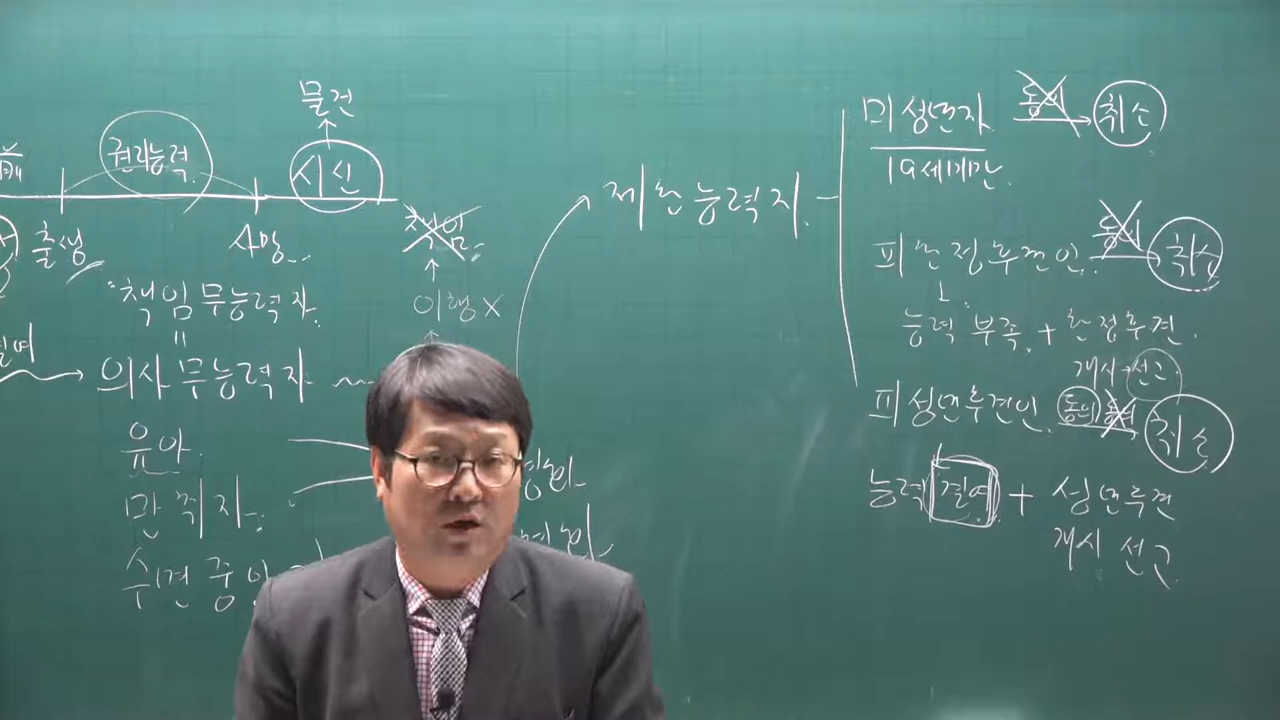 물건
↑
권리능력 시신
출생 사망 책임
↑
"책임무능력자 이행X
〃 ↑
의사무능력자
유아
만취자
수면 중인
제한능력자
미성년자 동의 → 취소
19세미만
피한정후견인 동의 → 취소
능력 부족 + 한정후견
개시 선고
피성년후견인 동의 동의 → 취소
능력 결여 + 성년후견
개시 선고